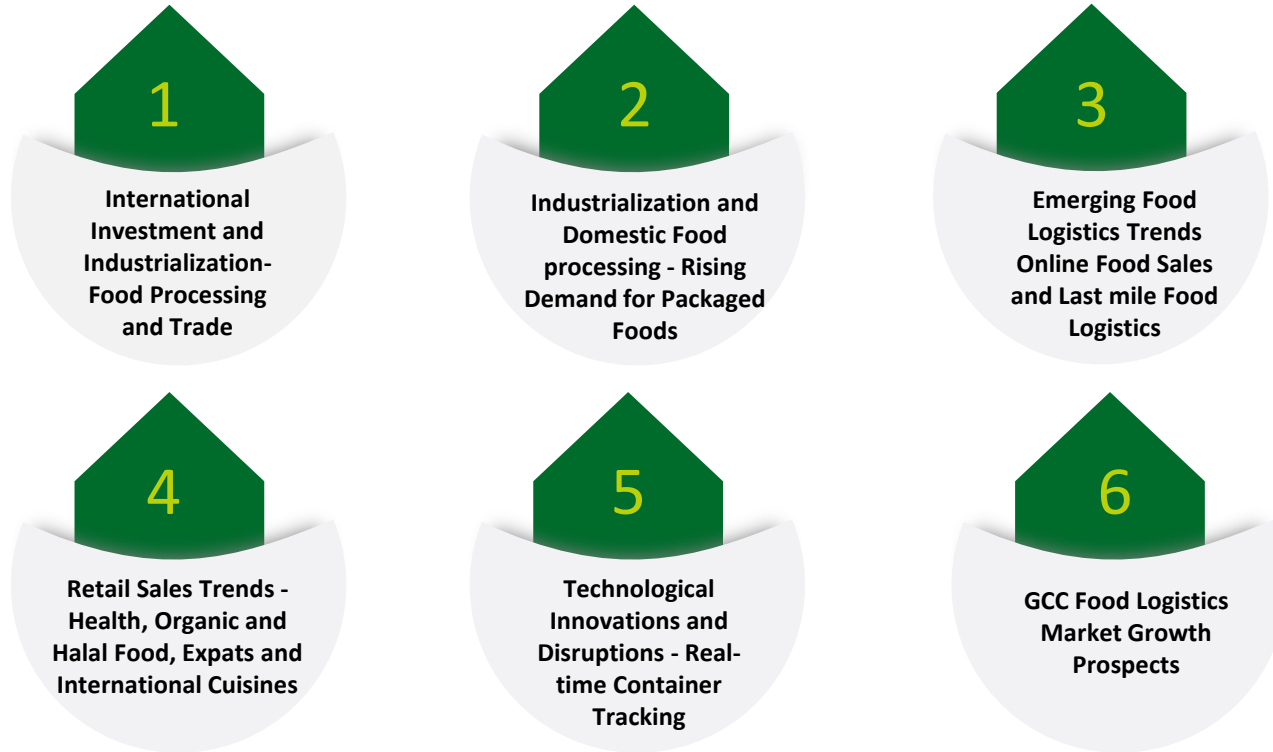 1
International
Investment and
Industrialization-
Food Processing
and Trade
2
Industrialization and
Domestic Food
processing - Rising
Demand for Packaged
Foods
3
Emerging Food
Logistics Trends
Online Food Sales
and Last mile Food
Logistics
4
Retail Sales Trends -
Health, Organic and
Halal Food, Expats and
International Cuisines
5
Technological
Innovations and
Disruptions - Real-
time Container
Tracking
6
GCC Food Logistics
Market Growth
Prospects